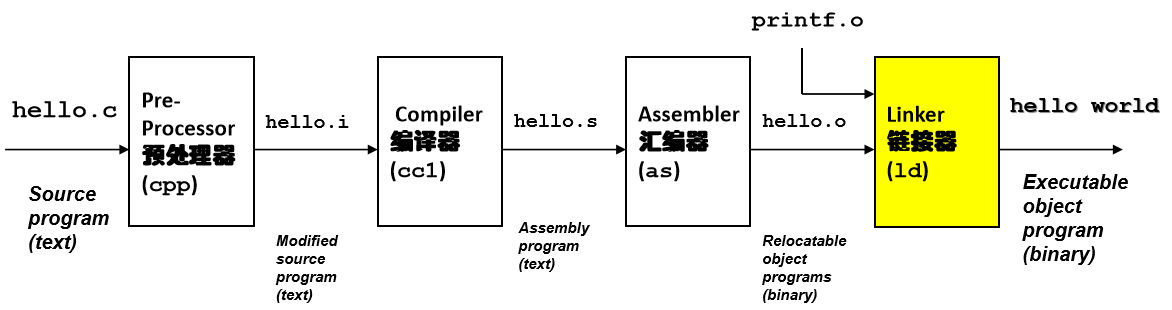 printf.o
hello.c
Pre-
Processor
预处理器
(cpp)
hello.i
Compiler
编译器
(cc1)
hello.s
Assembler
汇编器
(as)
hello.o
Linker
链接器
(ld)
hello world
Source
program
(text)
Modified
source
program
(text)
Assembly
program
(text)
Relocatable
object
programs
(binary)
Executable
object
program
(binary)